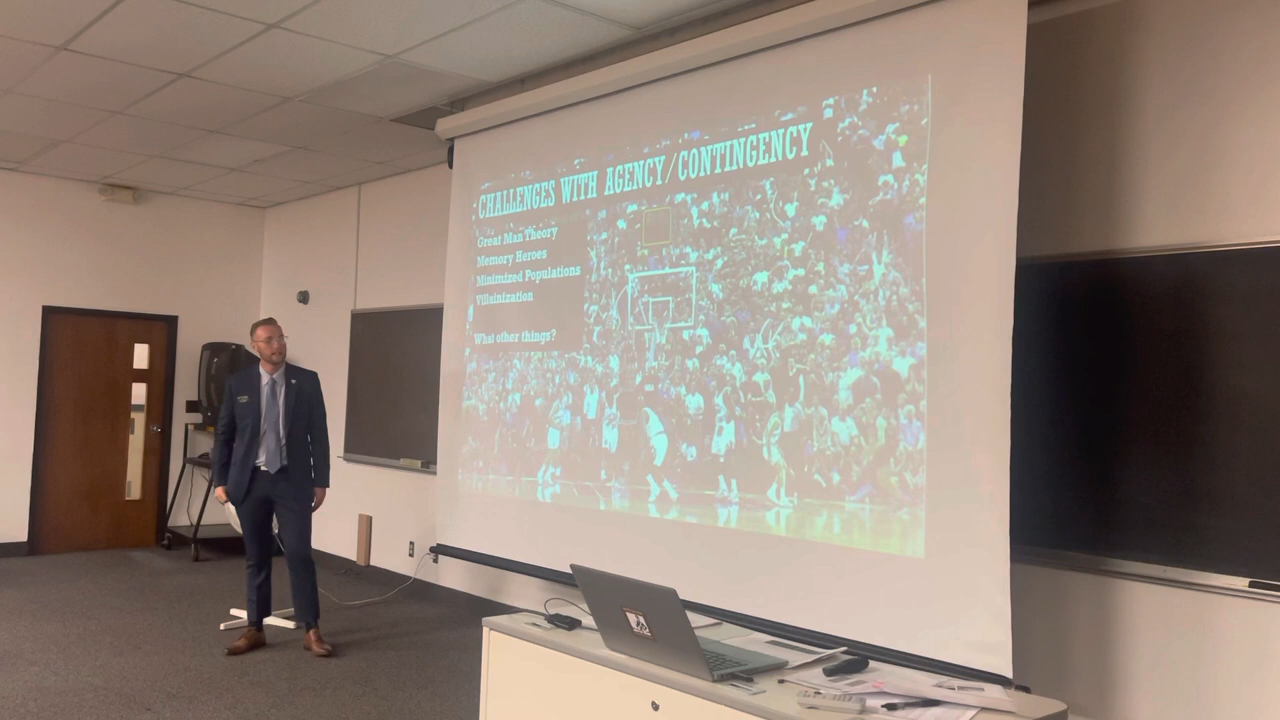 CHALLENGES WITH AGENCY/CONTINGENCY
Great Man Theory
Memory Heroes
Minimized Populations
Villainization
What other things?